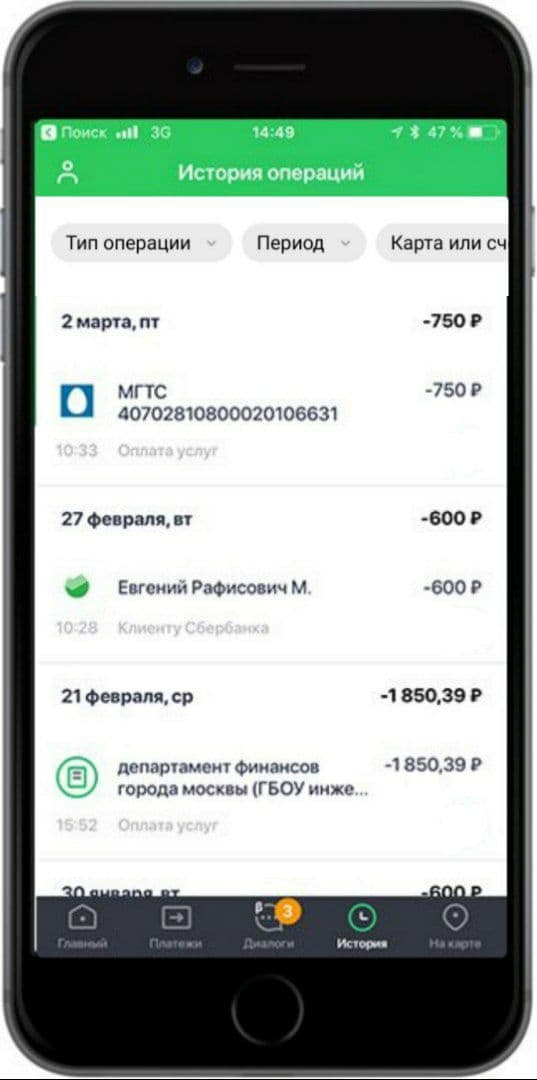 Поиск 3G 14:49 47 %
История операций
Тип операции Период Карта или сч
2 марта, пт -750 ₽
МГТС -750 ₽
40702810800020106631
10:33 Оплата услуг
27 февраля, вт -600 ₽
Евгений Рафисович М. -600 ₽
10:28 Клиенту Сбербанка
21 февраля, ср -1 850,39 ₽
департамент финансов -1 850,39 ₽
города москвы (ГБОУ инже...
15:52 Оплата услуг
30 января, вт -600 ₽
β 3
Главный Платежи Диалоги История На карте